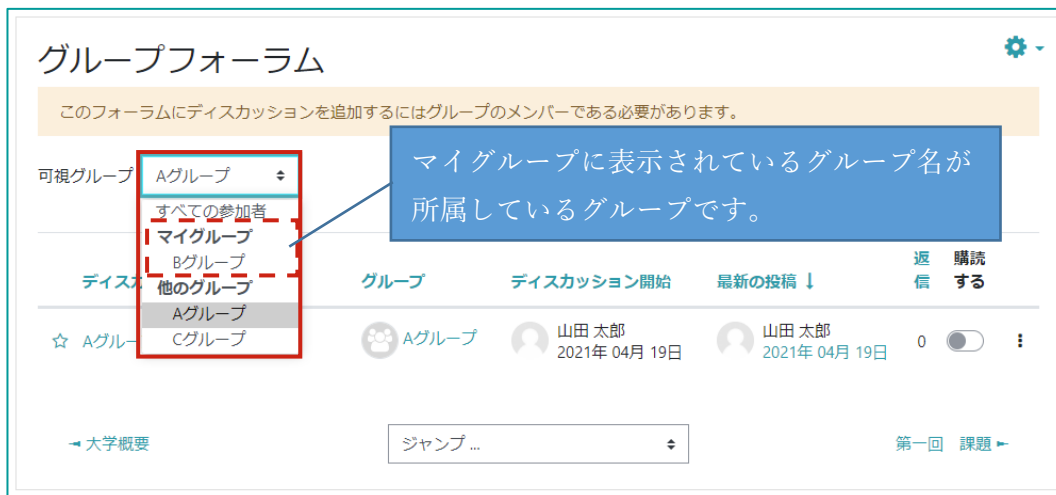 グループフォーラム
このフォーラムにディスカッションを追加するにはグループのメンバーである必要があります。
可視グループ Aグループ
すべての参加者
マイグループ
Bグループ
他のグループ
Aグループ
Cグループ
マイグループに表示されているグループ名が
所属しているグループです。
ディスカ グループ ディスカッション開始 最新の投稿 ↓ 返信 購読する
☆ Aグルー Aグループ 山田 太郎 山田 太郎 0
2021年 04月 19日 2021年 04月 19日
◄ 大学概要 ジャンプ ... 第一回 課題 ►